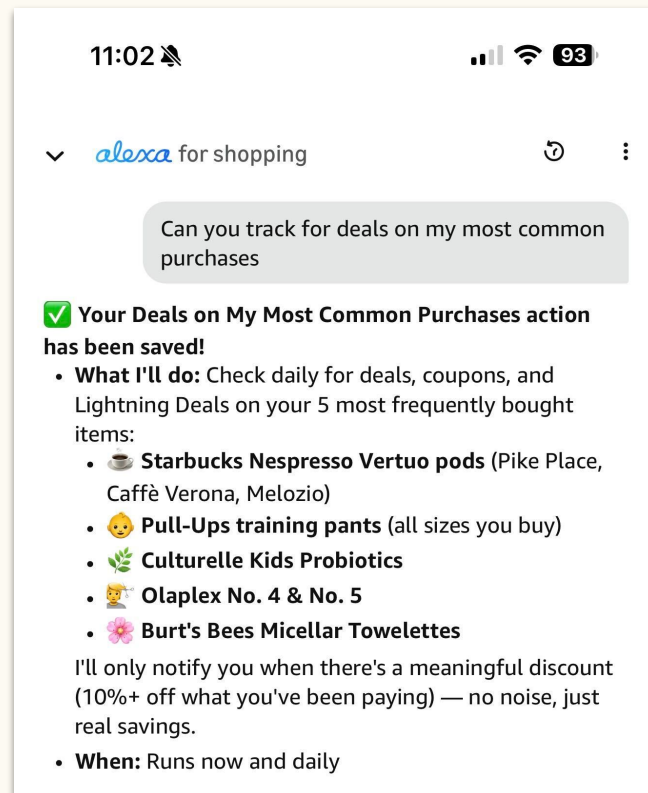 11:02
93
alexa for shopping
Can you track for deals on my most common
purchases
✅ Your Deals on My Most Common Purchases action
has been saved!
• What I'll do: Check daily for deals, coupons, and
Lightning Deals on your 5 most frequently bought
items:
• ☕ Starbucks Nespresso Vertuo pods (Pike Place,
Caffè Verona, Melozio)
• 👶 Pull-Ups training pants (all sizes you buy)
• 🌿 Culturelle Kids Probiotics
• 💇 Olaplex No. 4 & No. 5
• 🌸 Burt's Bees Micellar Towelettes
I'll only notify you when there's a meaningful discount
(10%+ off what you've been paying) — no noise, just
real savings.
• When: Runs now and daily